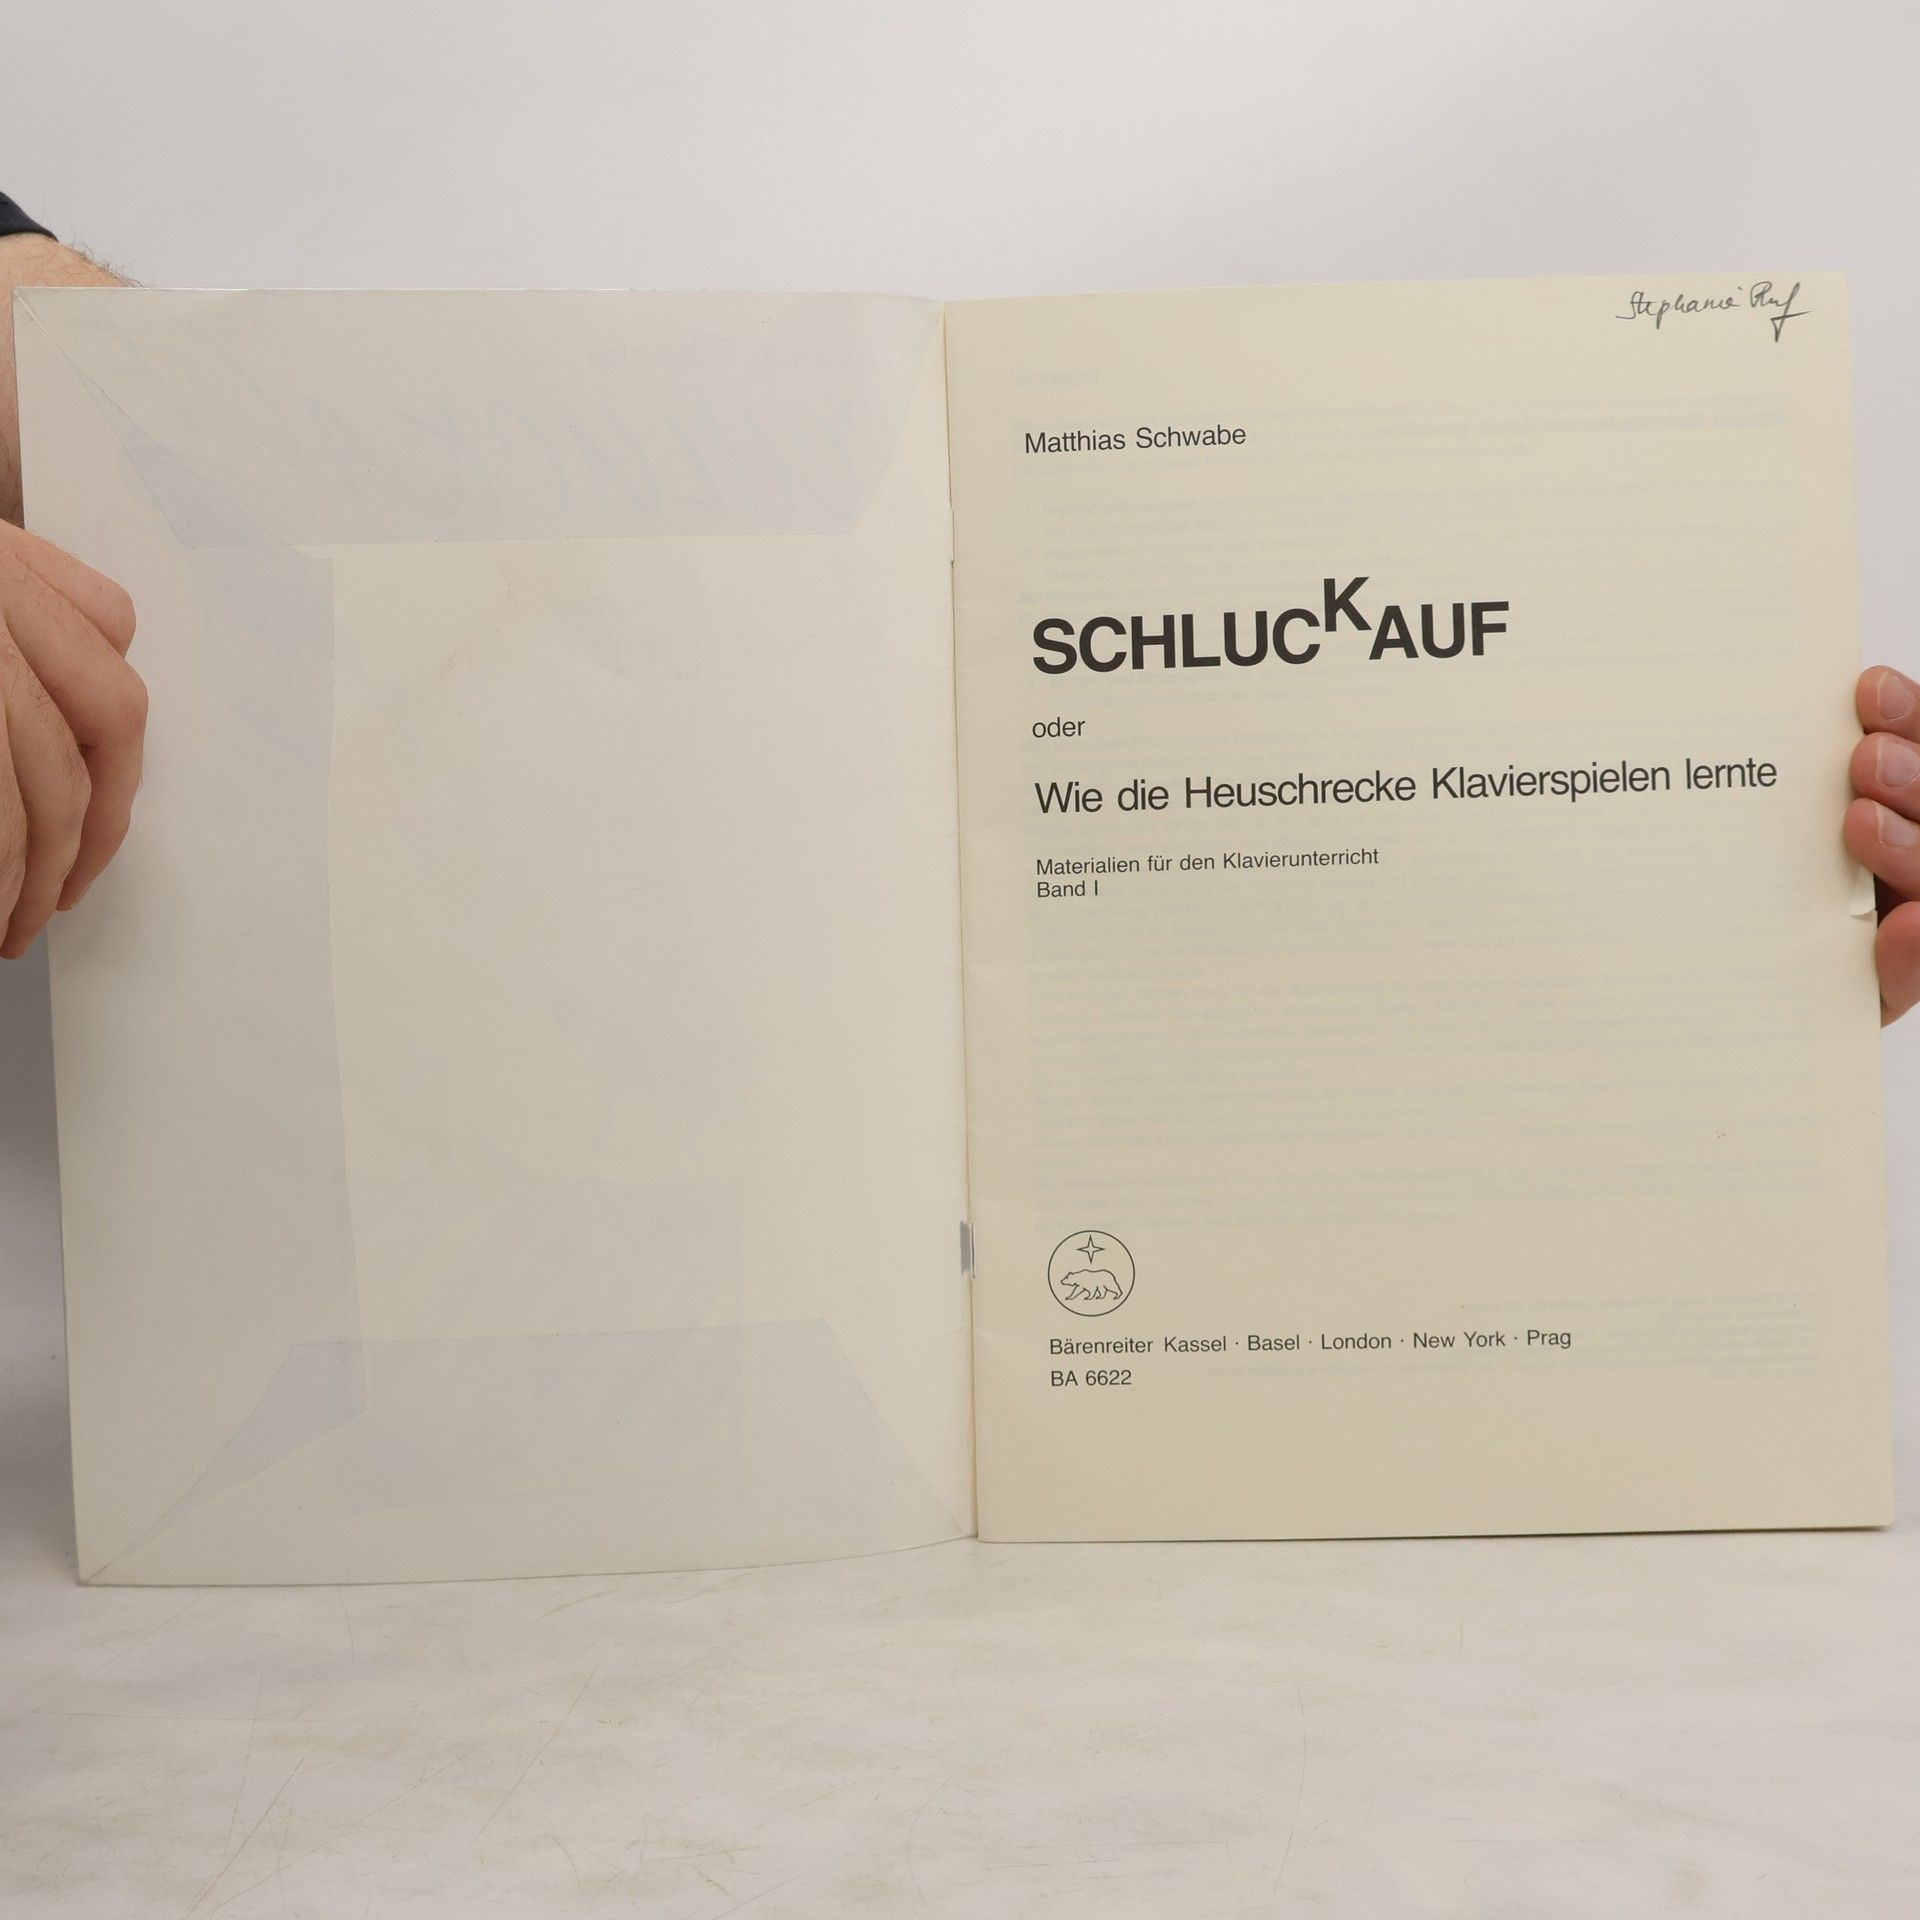 Stephanie Ruf
Matthias Schwabe
SCHLUCKAUF
oder
Wie die Heuschrecke Klavierspielen lernte
Materialien für den Klavierunterricht
Band I
Bärenreiter Kassel · Basel · London · New York · Prag
BA 6622